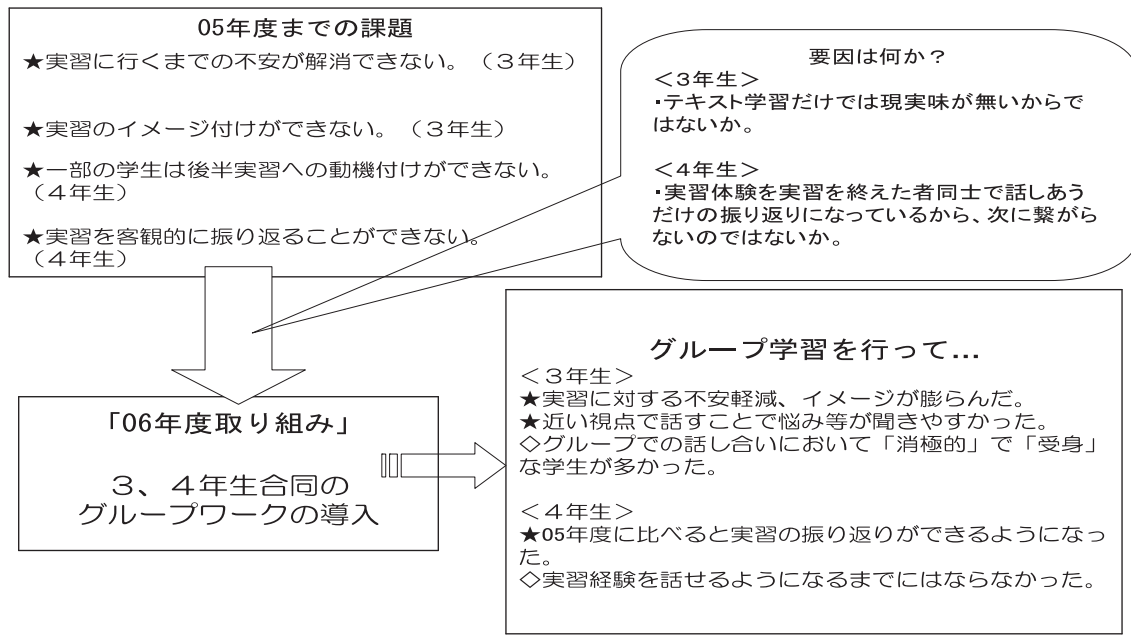 05年度までの課題
★実習に行くまでの不安が解消できない。（３年生）
★実習のイメージ付けができない。（３年生）
★一部の学生は後半実習への動機付けができない。
（４年生）
★実習を客観的に振り返ることができない。
（４年生）
要因は何か？
＜３年生＞
・テキスト学習だけでは現実味が無いからで
はないか。
＜４年生＞
・実習体験を実習を終えた者同士で話しあう
だけの振り返りになっているから、次に繋がら
ないのではないか。
「06年度取り組み」
３、４年生合同の
グループワークの導入
グループ学習を行って…
＜３年生＞
★実習に対する不安軽減、イメージが膨らんだ。
★近い視点で話すことで悩み等が聞きやすかった。
◇グループでの話し合いにおいて「消極的」で「受身」
な学生が多かった。
＜４年生＞
★05年度に比べると実習の振り返りができるようになっ
た。
◇実習経験を話せるようになるまでにはならなかった。